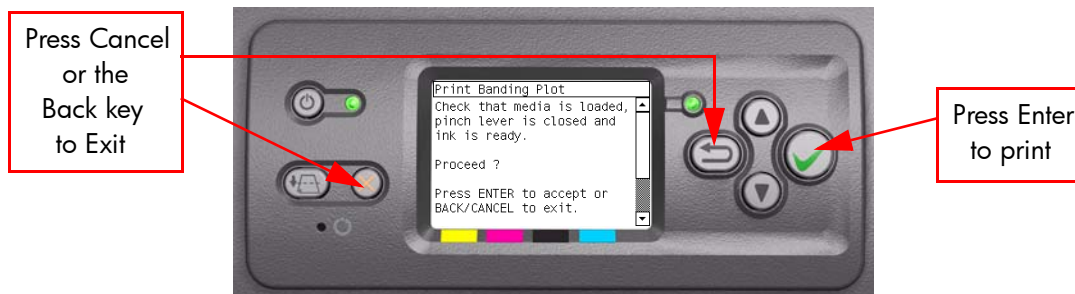 Press Cancel
or the
Back key
to Exit
Print Banding Plot
Check that media is loaded,
pinch lever is closed and
ink is ready.
Proceed ?
Press ENTER to accept or
BACK/CANCEL to exit.
Press Enter
to print